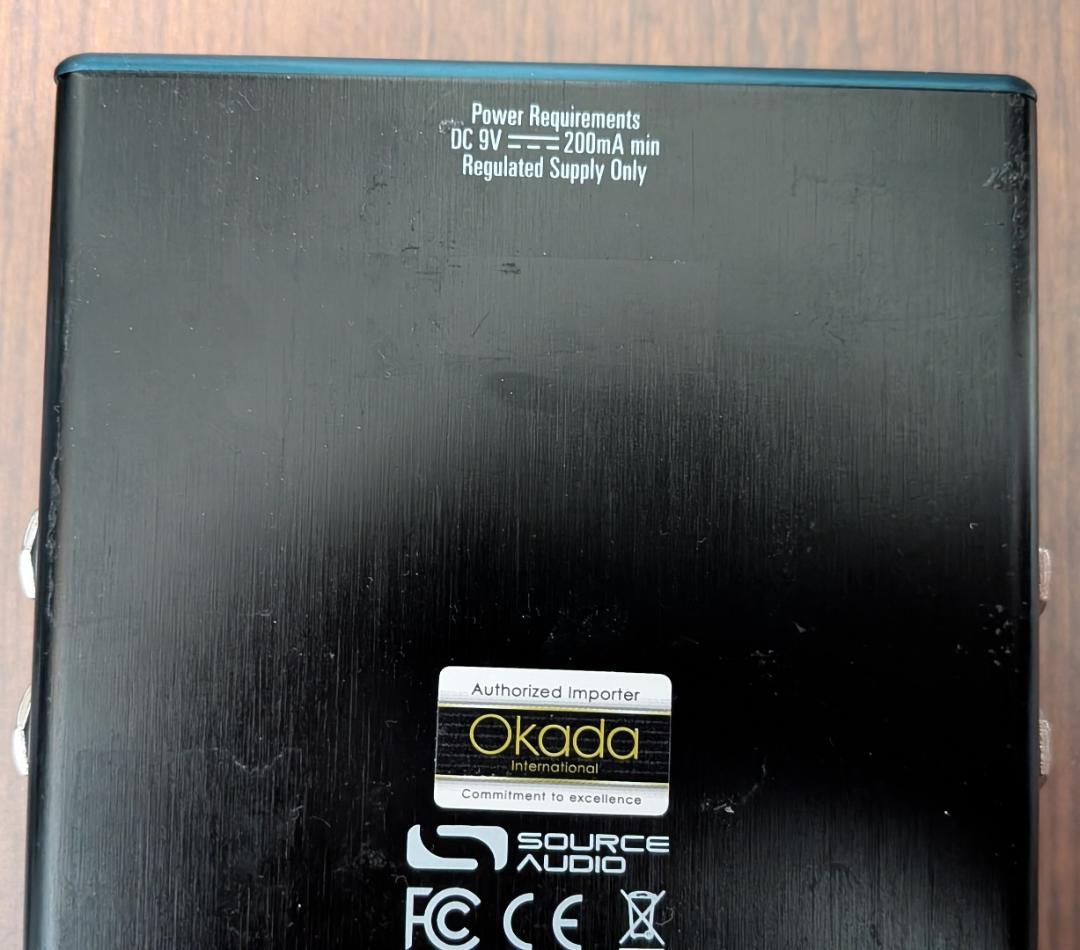 Power Requirements
DC 9V ⎓ 200mA min
Regulated Supply Only
Authorized Importer
Okada
International
Commitment to excellence
SOURCE
AUDIO
FC CE